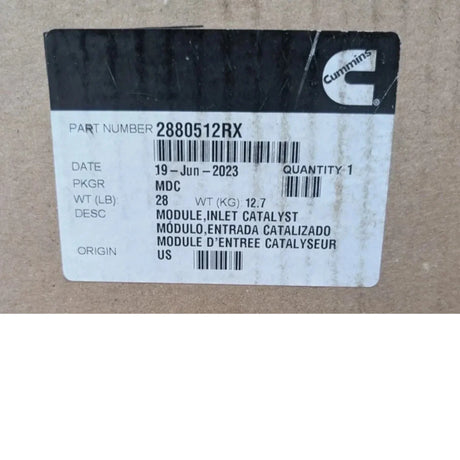 Cummins
®
PART NUMBER 2880512RX
DATE 19-Jun-2023 QUANTITY 1
PKGR MDC
WT (LB) 28 WT (KG) 12.7
DESC MODULE,INLET CATALYST
MÓDULO,ENTRADA CATALIZADO
MODULE D'ENTREE CATALYSEUR
ORIGIN US